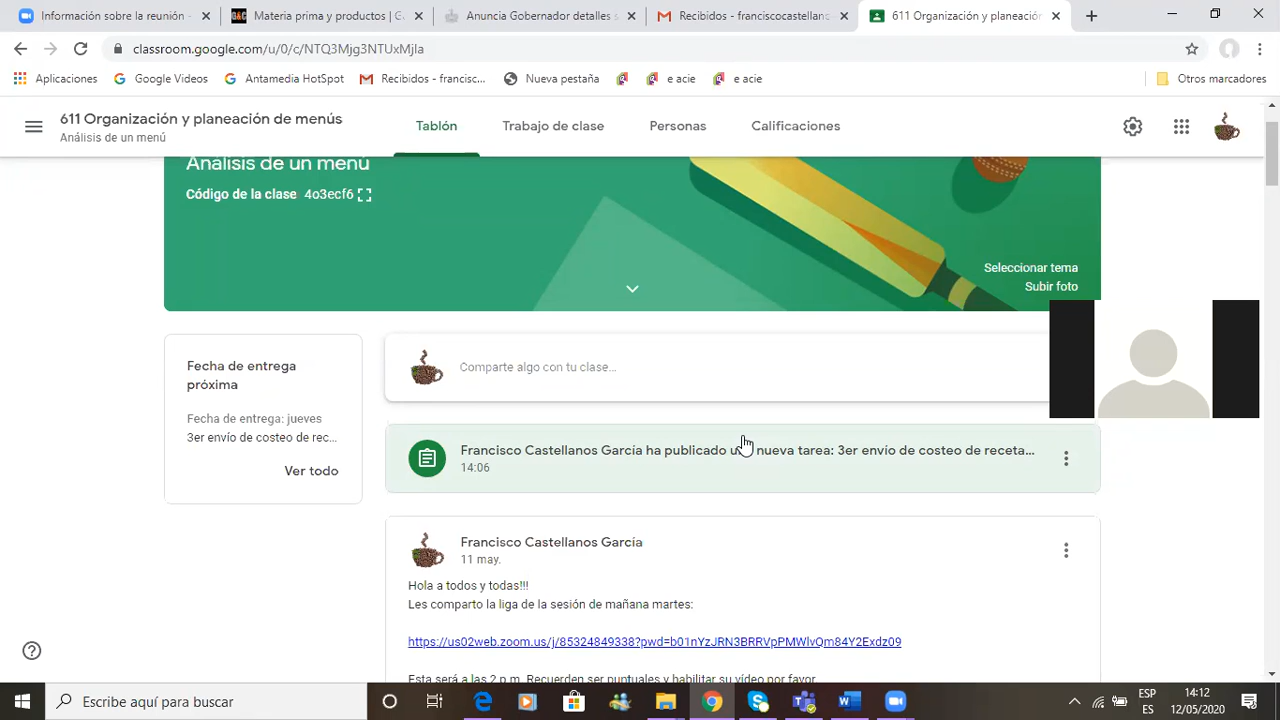 Información sobre la reunión -
Materia prima y productos | G
Anuncia Gobernador detalles s
Recibidos - franciscocastellano
611 Organización y planeación
classroom.google.com/u/0/c/NTQ3Mjg3NTUxMjla
Aplicaciones
Google Videos
Antamedia HotSpot
Recibidos - francisc...
Nueva pestaña
e acie
e acie
Otros marcadores
611 Organización y planeación de menús
Análisis de un menú
Tablón
Trabajo de clase
Personas
Calificaciones
Análisis de un menú
Código de la clase 4o3ecf6
Seleccionar tema
Subir foto
Fecha de entrega
próxima
Fecha de entrega: jueves
3er envío de costeo de rec...
Ver todo
Comparte algo con tu clase...
Francisco Castellanos García ha publicado una nueva tarea: 3er envío de costeo de receta...
14:06
Francisco Castellanos García
11 may.
Hola a todos y todas!!!
Les comparto la liga de la sesión de mañana martes:
https://us02web.zoom.us/j/85324849338?pwd=b01nYzJRN3BRRVpPMWlvQm84Y2Exdz09
Esta será a las 2 p.m. Recuerden ser puntuales y habilitar su vídeo por favor.
Escribe aquí para buscar
ESP
ES
14:12
12/05/2020